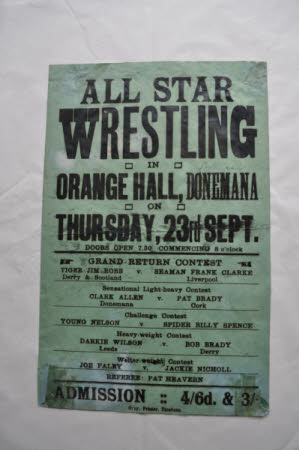 ALL STAR
WRESTLING
IN
ORANGE HALL, DONEMANA
ON
THURSDAY, 23rd SEPT.
DOORS OPEN 7.30 COMMENCING 8 o'clock
GRAND RETURN CONTEST
TIGER JIM ROSS v. SEAMAN FRANK CLARKE
Derry & Scotland Liverpool
Sensational Light-heavy Contest
CLARK ALLEN v. PAT BRADY
Donemana Cork
Challenge Contest
YOUNG NELSON v. SPIDER BILLY SPENCE
Heavy-weight Contest
DARKIE WILSON v. BOB BRADY
Leeds Derry
Welter-weight Contest
JOE FALEY v. JACKIE NICHOLL
REFEREE: PAT HEAVERN
ADMISSION :: 4/6d. & 3/-
Printer, Strabane.